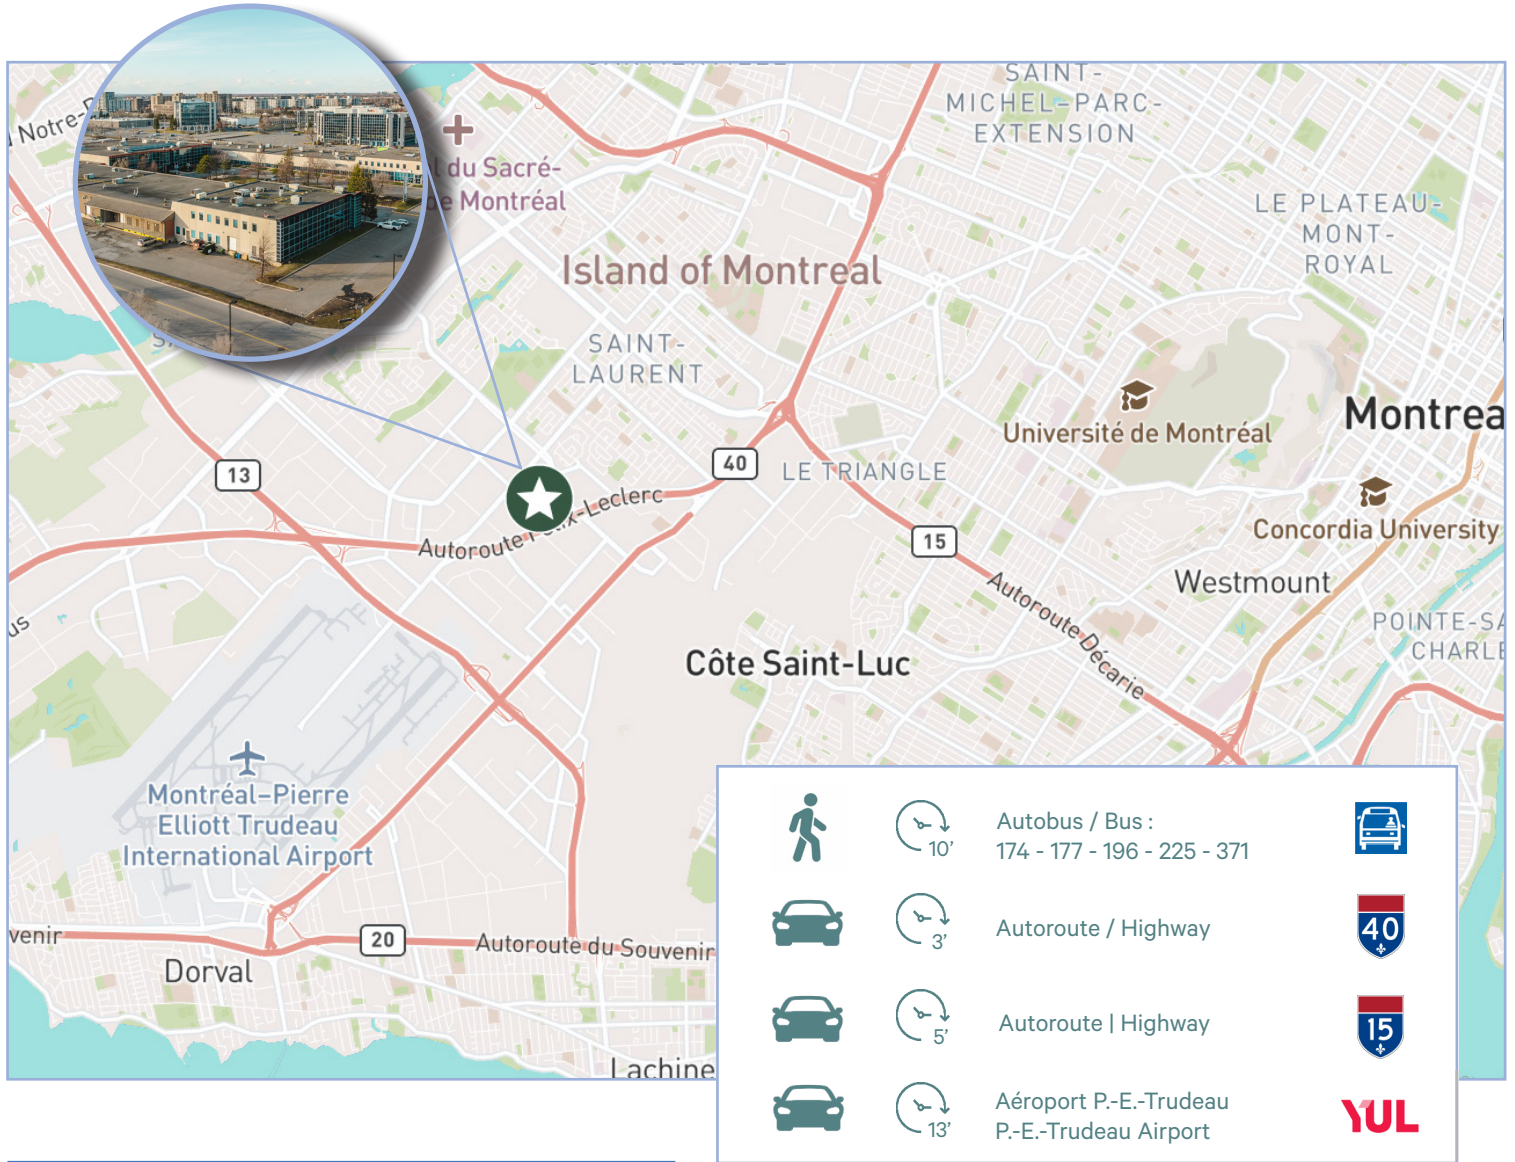 SAINT-
MICHEL-PARC-
EXTENSION
Notre-
du Sacré-
de Montréal
LE PLATEAU-
MONT-
ROYAL
Island of Montreal
SAINT-
LAURENT
Université de Montréal
Montrea
13
40
LE TRIANGLE
Autoroute
x-Leclerc
Concordia University
15
Autoroute Décarie
Westmount
us
POINTE-SA
CHARLE
Côte Saint-Luc
Montréal–Pierre
Elliott Trudeau
International Airport
venir
20
Autoroute du Souvenir
Dorval
Lachine
10'
Autobus / Bus :
174 - 177 - 196 - 225 - 371
3'
Autoroute / Highway
40
5'
Autoroute | Highway
15
13'
Aéroport P.-E.-Trudeau
P.-E.-Trudeau Airport
YUL